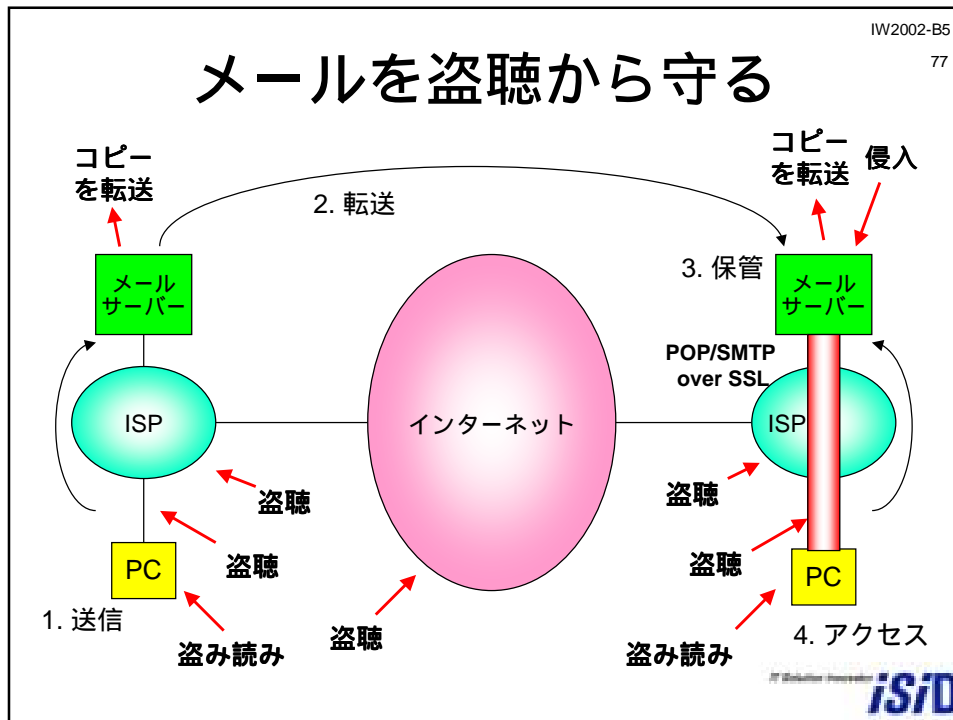 IW2002-B5
77
メールを盗聴から守る
コピー
を転送
2. 転送
コピー
を転送
侵入
メール
サーバー
3. 保管
メール
サーバー
POP/SMTP
over SSL
ISP
インターネット
ISP
盗聴
盗聴
盗聴
盗聴
PC
PC
1. 送信
盗み読み
盗聴
盗み読み
4. アクセス
iSiD